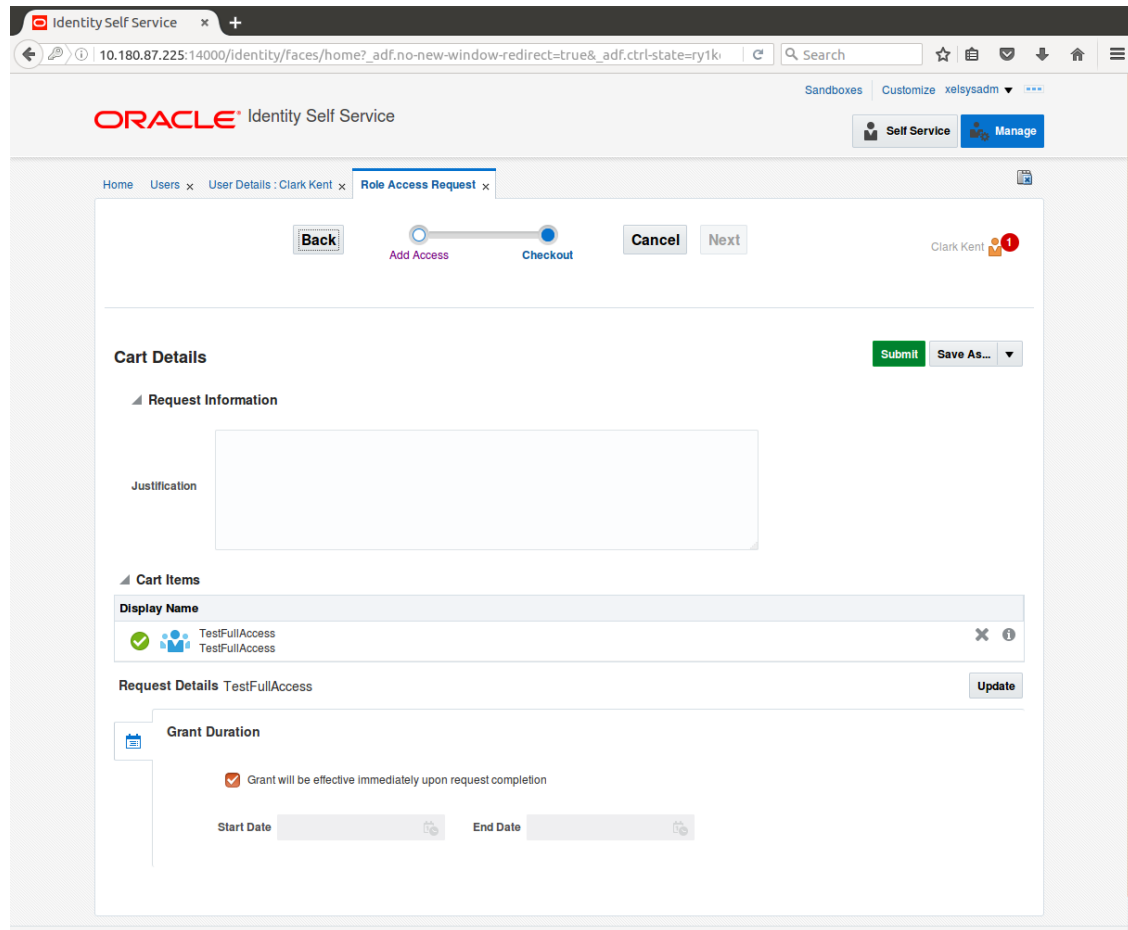 Identity Self Service × +
10.180.87.225:14000/identity/faces/home?_adf.no-new-window-redirect=true&_adf.ctrl-state=ry1k
Search
Sandboxes Customize xelsysadm
ORACLE Identity Self Service
Self Service Manage
Home Users x User Details : Clark Kent x Role Access Request x
Back Add Access Checkout Cancel Next
Clark Kent 1
Cart Details
Submit Save As...
Request Information
Justification
Cart Items
Display Name
TestFullAccess
TestFullAccess
Request Details TestFullAccess
Update
Grant Duration
Grant will be effective immediately upon request completion
Start Date End Date